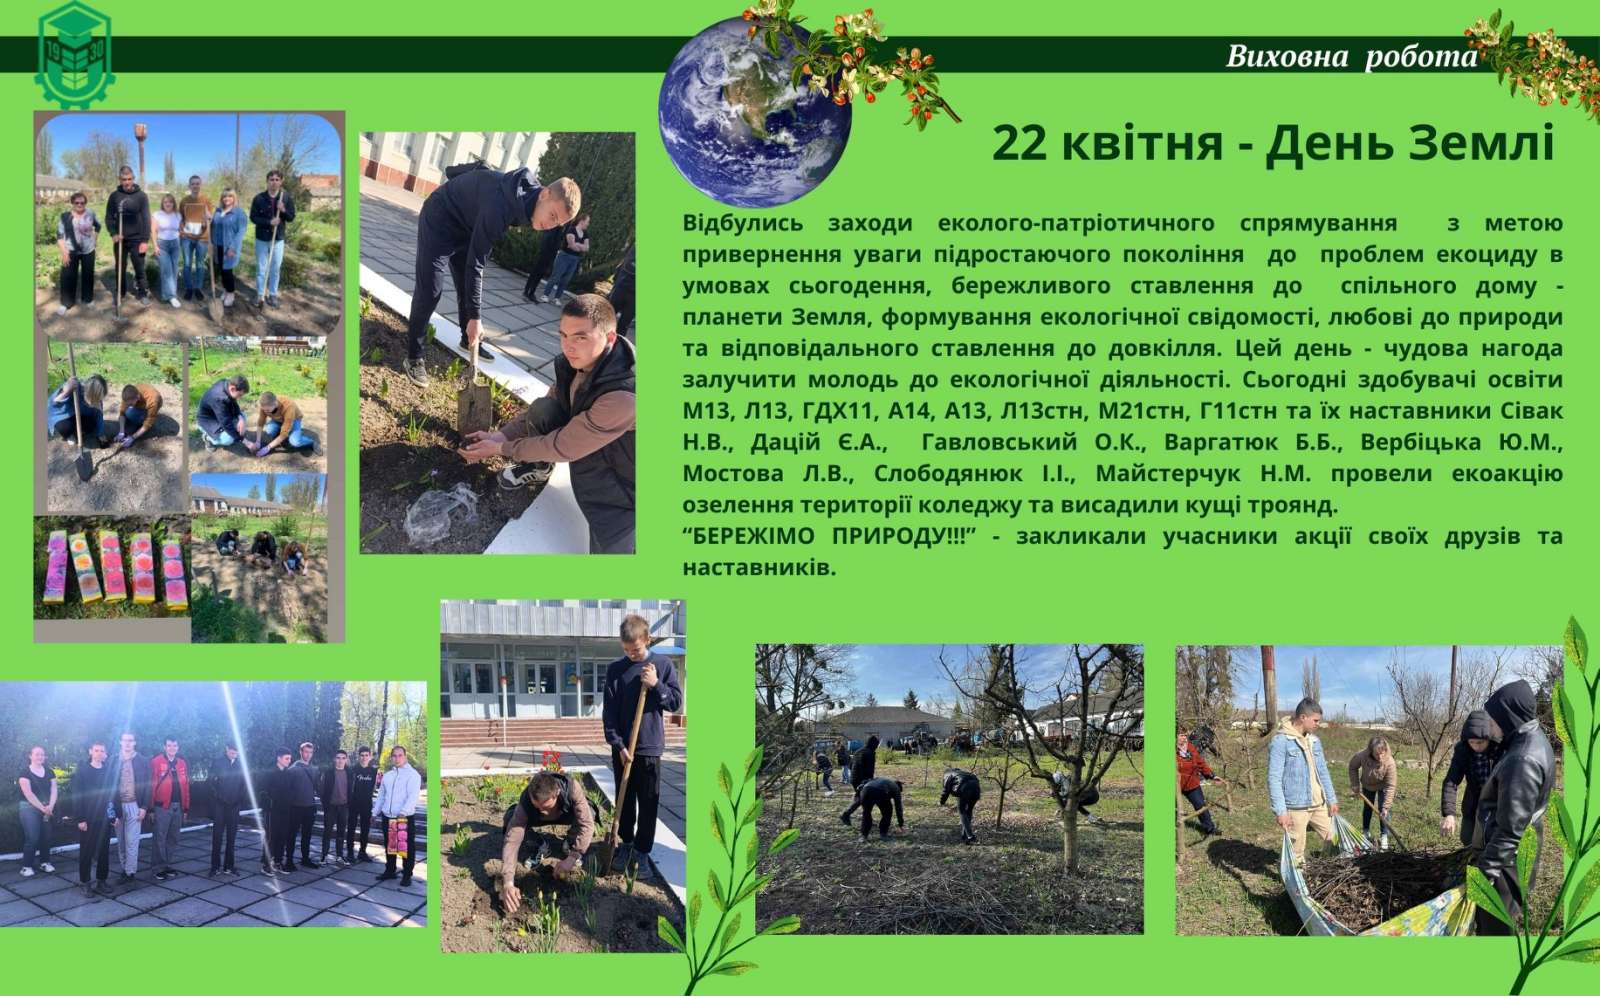 19 30
Виховна робота
22 квітня - День Землі
Відбулись заходи еколого-патріотичного спрямування з метою
привернення уваги підростаючого покоління до проблем екоциду в
умовах сьогодення, бережливого ставлення до спільного дому -
планети Земля, формування екологічної свідомості, любові до природи
та відповідального ставлення до довкілля. Цей день - чудова нагода
залучити молодь до екологічної діяльності. Сьогодні здобувачі освіти
М13, Л13, ГДХ11, А14, А13, Л13стн, М21стн, Г11стн та їх наставники Сівак
Н.В., Дацій Є.А., Гавловський О.К., Варгатюк Б.Б., Вербіцька Ю.М.,
Мостова Л.В., Слободянюк І.І., Майстерчук Н.М. провели екоакцію
озелення території коледжу та висадили кущі троянд.
“БЕРЕЖІМО ПРИРОДУ!!!” - закликали учасники акції своїх друзів та
наставників.